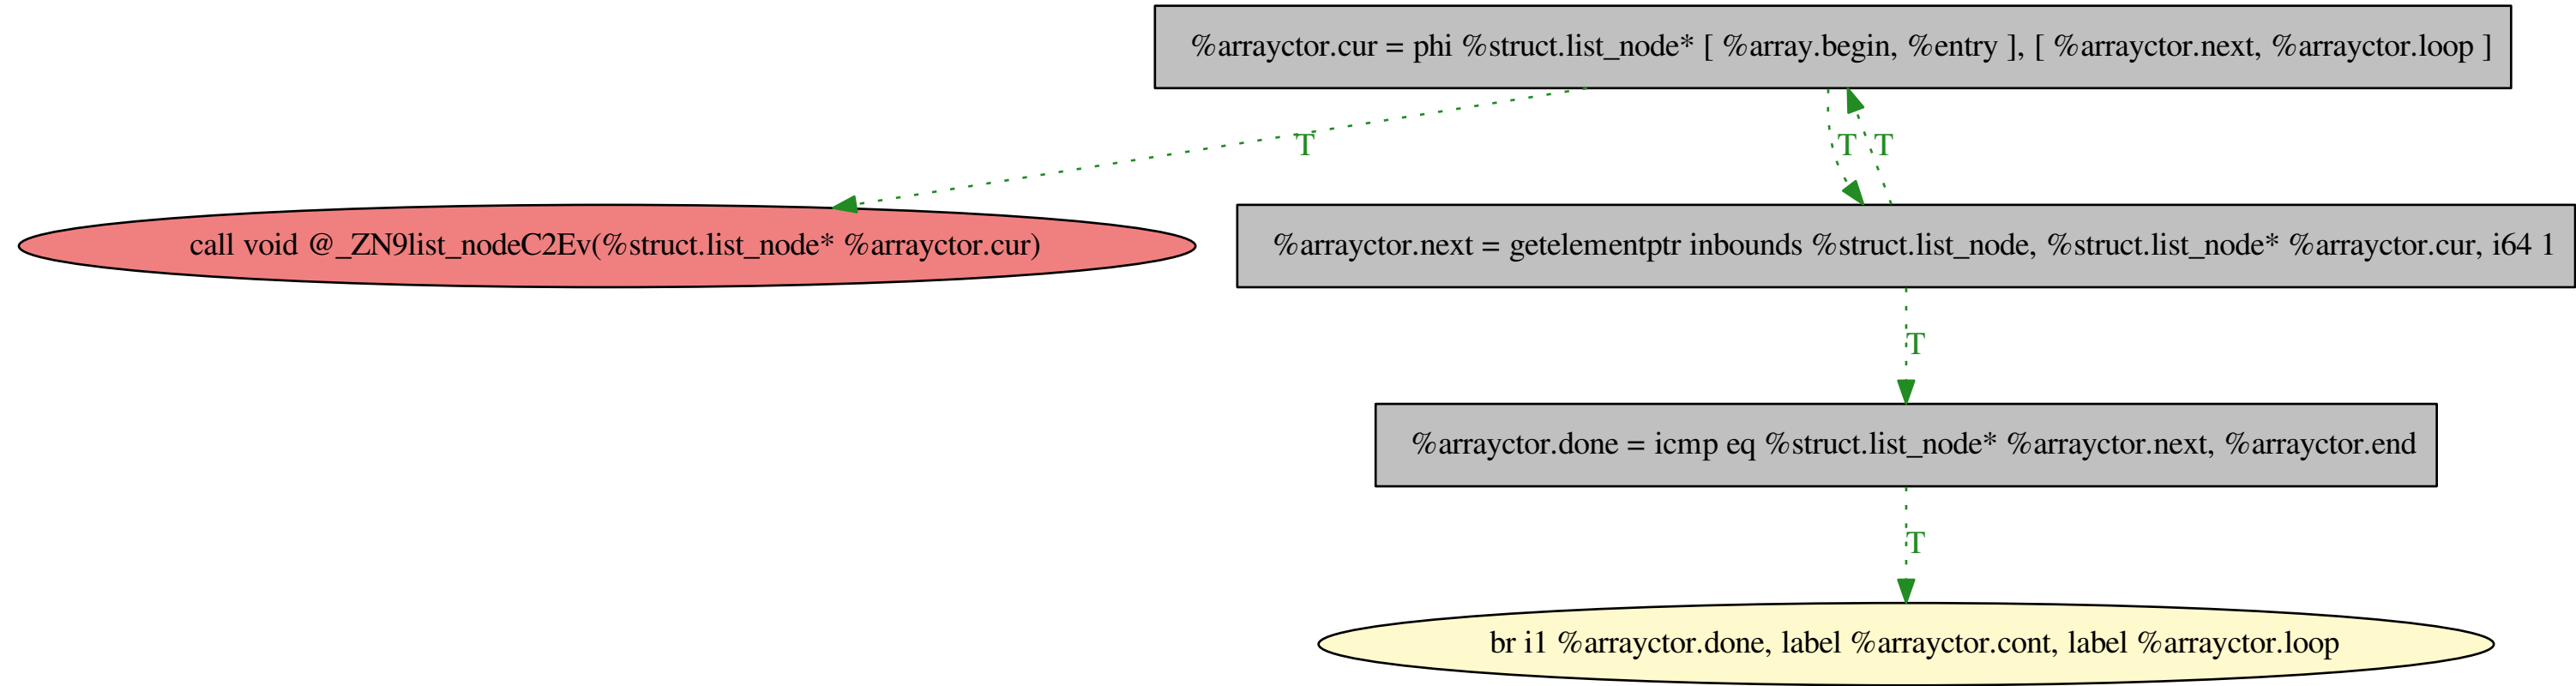 %arrayctor.cur = phi %struct.list_node* [ %array.begin, %entry ], [ %arrayctor.next, %arrayctor.loop ]
T
T
T
call void @_ZN9list_nodeC2Ev(%struct.list_node* %arrayctor.cur)
%arrayctor.next = getelementptr inbounds %struct.list_node, %struct.list_node* %arrayctor.cur, i64 1
T
%arrayctor.done = icmp eq %struct.list_node* %arrayctor.next, %arrayctor.end
T
br i1 %arrayctor.done, label %arrayctor.cont, label %arrayctor.loop